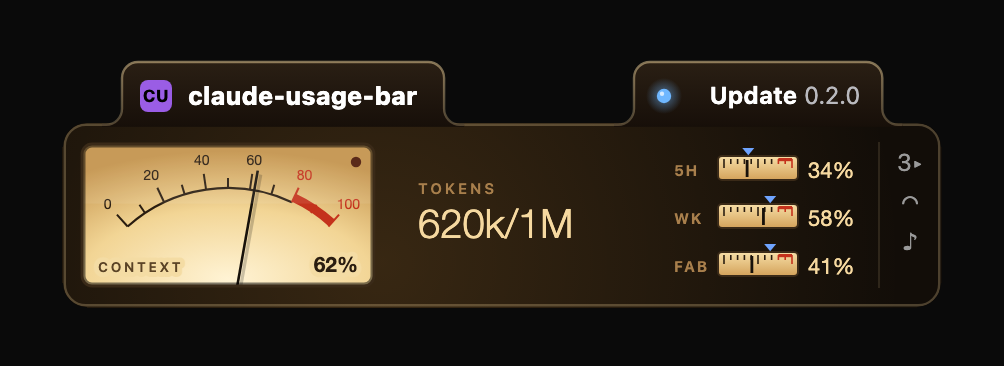 CU claude-usage-bar
Update 0.2.0
0 20 40 60 80 100
CONTEXT 62%
TOKENS
620k/1M
5H 34%
WK 58%
FAB 41%
3▸
♪